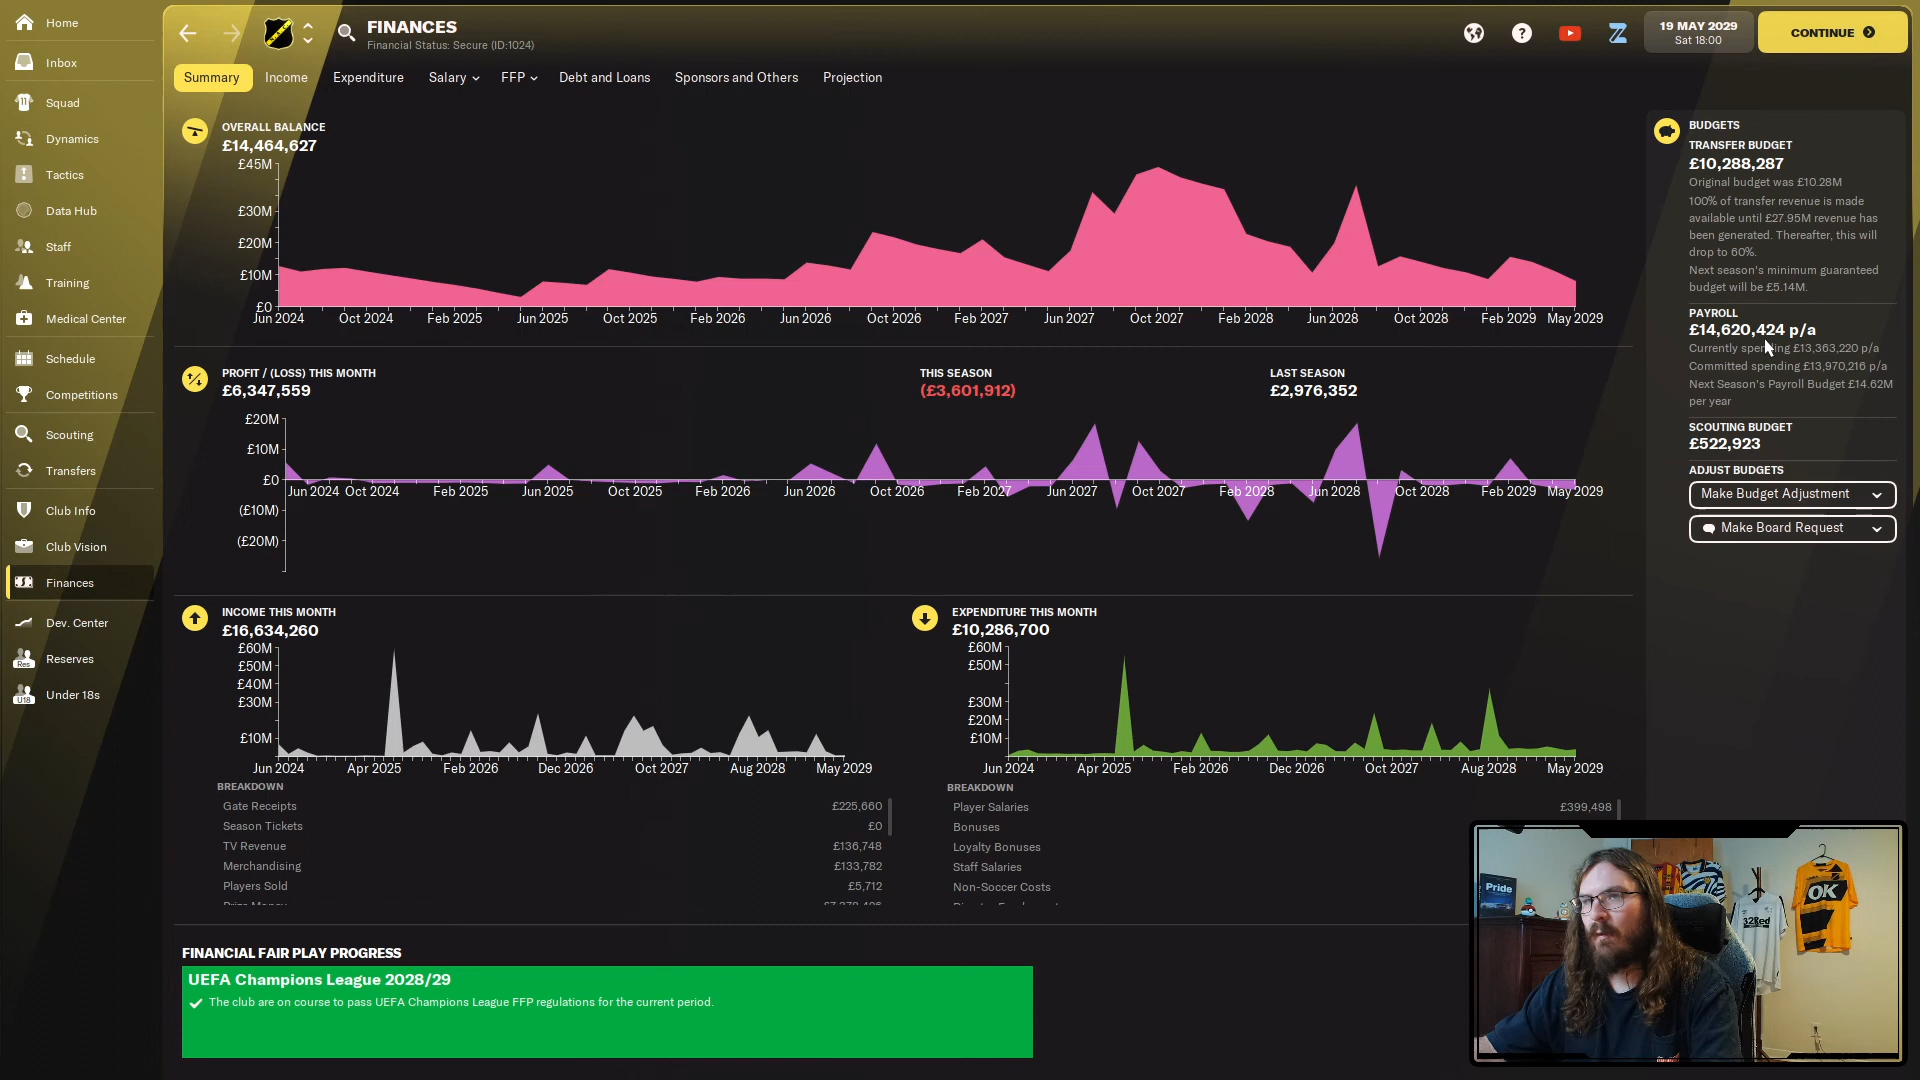 Home
Inbox
Squad
Dynamics
Tactics
Data Hub
Staff
Training
Medical Center
Schedule
Competitions
Scouting
Transfers
Club Info
Club Vision
Finances
Dev. Center
Res
Reserves
U18
Under 18s
FINANCES
Financial Status: Secure (ID:1024)
19 MAY 2029
Sat 18:00
CONTINUE
Summary Income Expenditure Salary FFP Debt and Loans Sponsors and Others Projection
OVERALL BALANCE
£14,464,627
£45M
£30M
£20M
£10M
£0
Jun 2024 Oct 2024 Feb 2025 Jun 2025 Oct 2025 Feb 2026 Jun 2026 Oct 2026 Feb 2027 Jun 2027 Oct 2027 Feb 2028 Jun 2028 Oct 2028 Feb 2029 May 2029
PROFIT / (LOSS) THIS MONTH
£6,347,559
THIS SEASON
(£3,601,912)
LAST SEASON
£2,976,352
£20M
£10M
£0
(£10M)
(£20M)
Jun 2024 Oct 2024 Feb 2025 Jun 2025 Oct 2025 Feb 2026 Jun 2026 Oct 2026 Feb 2027 Jun 2027 Oct 2027 Feb 2028 Jun 2028 Oct 2028 Feb 2029 May 2029
INCOME THIS MONTH
£16,634,260
£60M
£50M
£40M
£30M
£10M
Jun 2024 Apr 2025 Feb 2026 Dec 2026 Oct 2027 Aug 2028 May 2029
BREAKDOWN
Gate Receipts £225,660
Season Tickets £0
TV Revenue £136,748
Merchandising £133,782
Players Sold £5,712
EXPENDITURE THIS MONTH
£10,286,700
£60M
£50M
£30M
£20M
£10M
Jun 2024 Apr 2025 Feb 2026 Dec 2026 Oct 2027 Aug 2028 May 2029
BREAKDOWN
Player Salaries £399,498
Bonuses
Loyalty Bonuses
Staff Salaries
Non-Soccer Costs
FINANCIAL FAIR PLAY PROGRESS
UEFA Champions League 2028/29
The club are on course to pass UEFA Champions League FFP regulations for the current period.
BUDGETS
TRANSFER BUDGET
£10,288,287
Original budget was £10.28M
100% of transfer revenue is made
available until £27.95M revenue has
been generated. Thereafter, this will
drop to 60%.
Next season's minimum guaranteed
budget will be £5.14M.
PAYROLL
£14,620,424 p/a
Currently spending £13,363,220 p/a
Committed spending £13,970,216 p/a
Next Season's Payroll Budget £14.62M
per year
SCOUTING BUDGET
£522,923
ADJUST BUDGETS
Make Budget Adjustment
Make Board Request
Pride
32Red
OK